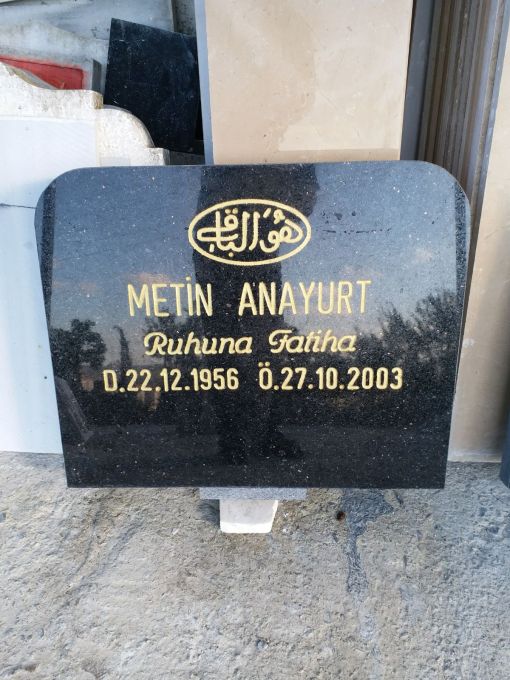 هو الباقي
METİN ANAYURT
Ruhuna Fatiha
D.22.12.1956 Ö.27.10.2003